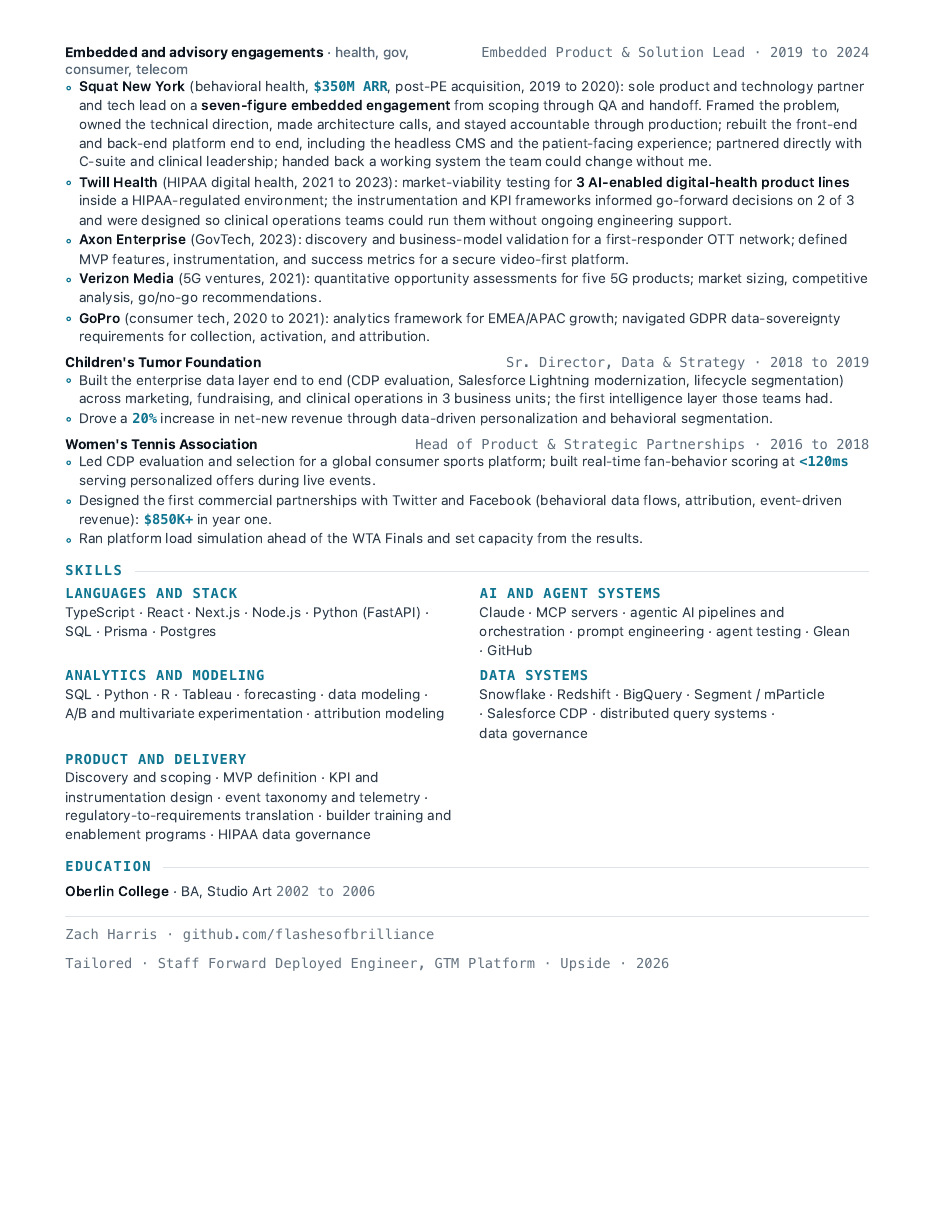 Embedded and advisory engagements · health, gov, consumer, telecom
Embedded Product & Solution Lead · 2019 to 2024
Squat New York (behavioral health, $350M ARR, post-PE acquisition, 2019 to 2020): sole product and technology partner
and tech lead on a seven-figure embedded engagement from scoping through QA and handoff. Framed the problem,
owned the technical direction, made architecture calls, and stayed accountable through production; rebuilt the front-end
and back-end platform end to end, including the headless CMS and the patient-facing experience; partnered directly with
C-suite and clinical leadership; handed back a working system the team could change without me.
Twill Health (HIPAA digital health, 2021 to 2023): market-viability testing for 3 AI-enabled digital-health product lines
inside a HIPAA-regulated environment; the instrumentation and KPI frameworks informed go-forward decisions on 2 of 3
and were designed so clinical operations teams could run them without ongoing engineering support.
Axon Enterprise (GovTech, 2023): discovery and business-model validation for a first-responder OTT network; defined
MVP features, instrumentation, and success metrics for a secure video-first platform.
Verizon Media (5G ventures, 2021): quantitative opportunity assessments for five 5G products; market sizing, competitive
analysis, go/no-go recommendations.
GoPro (consumer tech, 2020 to 2021): analytics framework for EMEA/APAC growth; navigated GDPR data-sovereignty
requirements for collection, activation, and attribution.
Children's Tumor Foundation
Sr. Director, Data & Strategy · 2018 to 2019
Built the enterprise data layer end to end (CDP evaluation, Salesforce Lightning modernization, lifecycle segmentation)
across marketing, fundraising, and clinical operations in 3 business units; the first intelligence layer those teams had.
Drove a 20% increase in net-new revenue through data-driven personalization and behavioral segmentation.
Women's Tennis Association
Head of Product & Strategic Partnerships · 2016 to 2018
Led CDP evaluation and selection for a global consumer sports platform; built real-time fan-behavior scoring at <120ms
serving personalized offers during live events.
Designed the first commercial partnerships with Twitter and Facebook (behavioral data flows, attribution, event-driven
revenue): $850K+ in year one.
Ran platform load simulation ahead of the WTA Finals and set capacity from the results.
SKILLS
LANGUAGES AND STACK
TypeScript · React · Next.js · Node.js · Python (FastAPI) ·
SQL · Prisma · Postgres
AI AND AGENT SYSTEMS
Claude · MCP servers · agentic AI pipelines and
orchestration · prompt engineering · agent testing · Glean
· GitHub
ANALYTICS AND MODELING
SQL · Python · R · Tableau · forecasting · data modeling ·
A/B and multivariate experimentation · attribution modeling
DATA SYSTEMS
Snowflake · Redshift · BigQuery · Segment / mParticle
· Salesforce CDP · distributed query systems ·
data governance
PRODUCT AND DELIVERY
Discovery and scoping · MVP definition · KPI and
instrumentation design · event taxonomy and telemetry ·
regulatory-to-requirements translation · builder training and
enablement programs · HIPAA data governance
EDUCATION
Oberlin College · BA, Studio Art 2002 to 2006
Zach Harris · github.com/flashesofbrilliance
Tailored · Staff Forward Deployed Engineer, GTM Platform · Upside · 2026